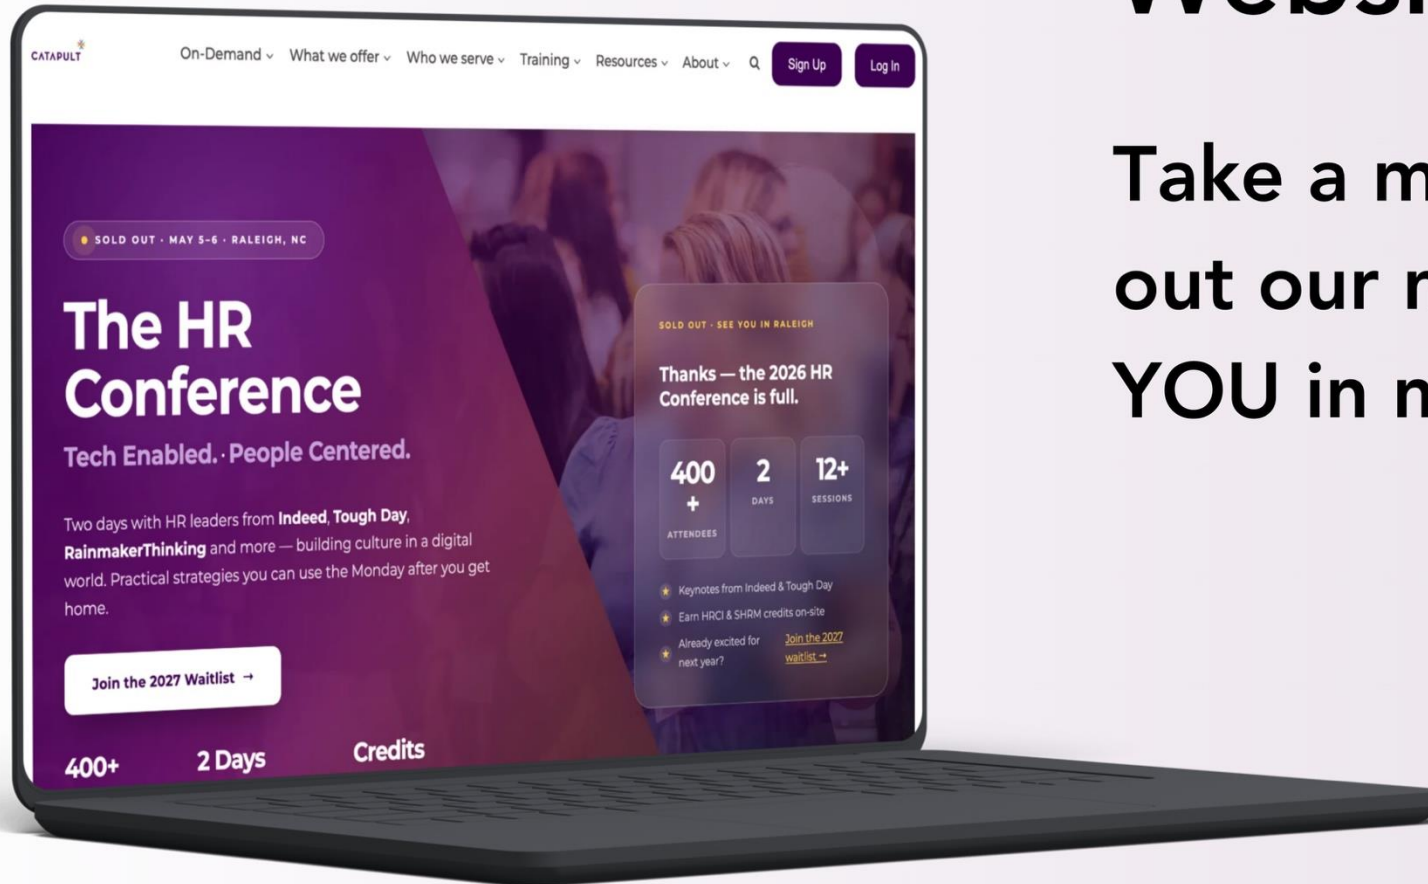 CATAPULT
On-Demand What we offer Who we serve Training Resources About Sign Up Log In
SOLD OUT · MAY 5–6 · RALEIGH, NC
The HR
Conference
Tech Enabled. · People Centered.
Two days with HR leaders from Indeed, Tough Day,
RainmakerThinking and more — building culture in a digital
world. Practical strategies you can use the Monday after you get
home.
Join the 2027 Waitlist →
400+ 2 Days Credits
SOLD OUT · SEE YOU IN RALEIGH
Thanks — the 2026 HR
Conference is full.
400
+
ATTENDEES
2
DAYS
12+
SESSIONS
Keynotes from Indeed & Tough Day
Earn HRCI & SHRM credits on-site
Already excited for
next year?
Join the 2027
waitlist →
Take a
out our
YOU in